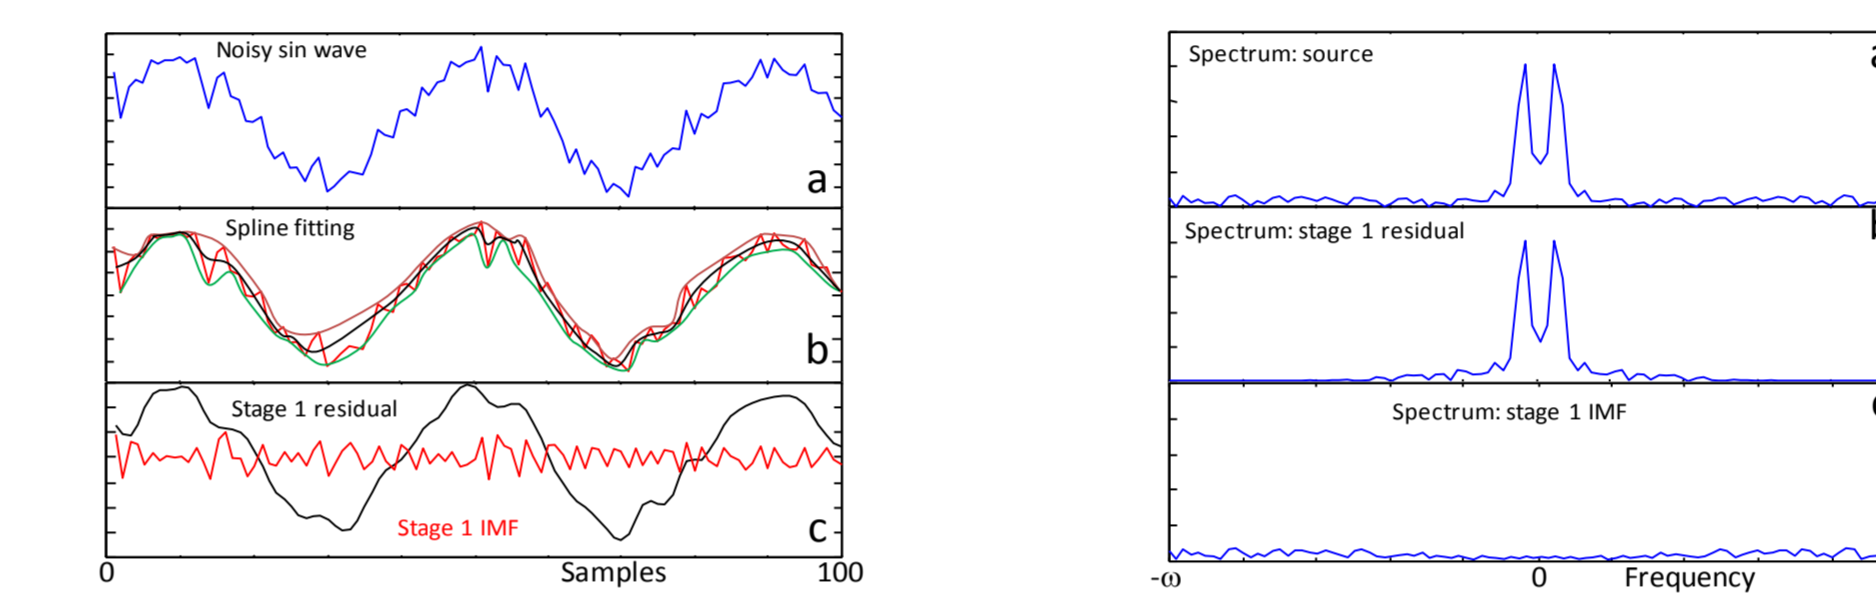 Noisy sin wave
a
Spline fitting
b
Stage 1 residual
Stage 1 IMF
c
0
Samples
100
Spectrum: source
Spectrum: stage 1 residual
Spectrum: stage 1 IMF
-ω
0
Frequency